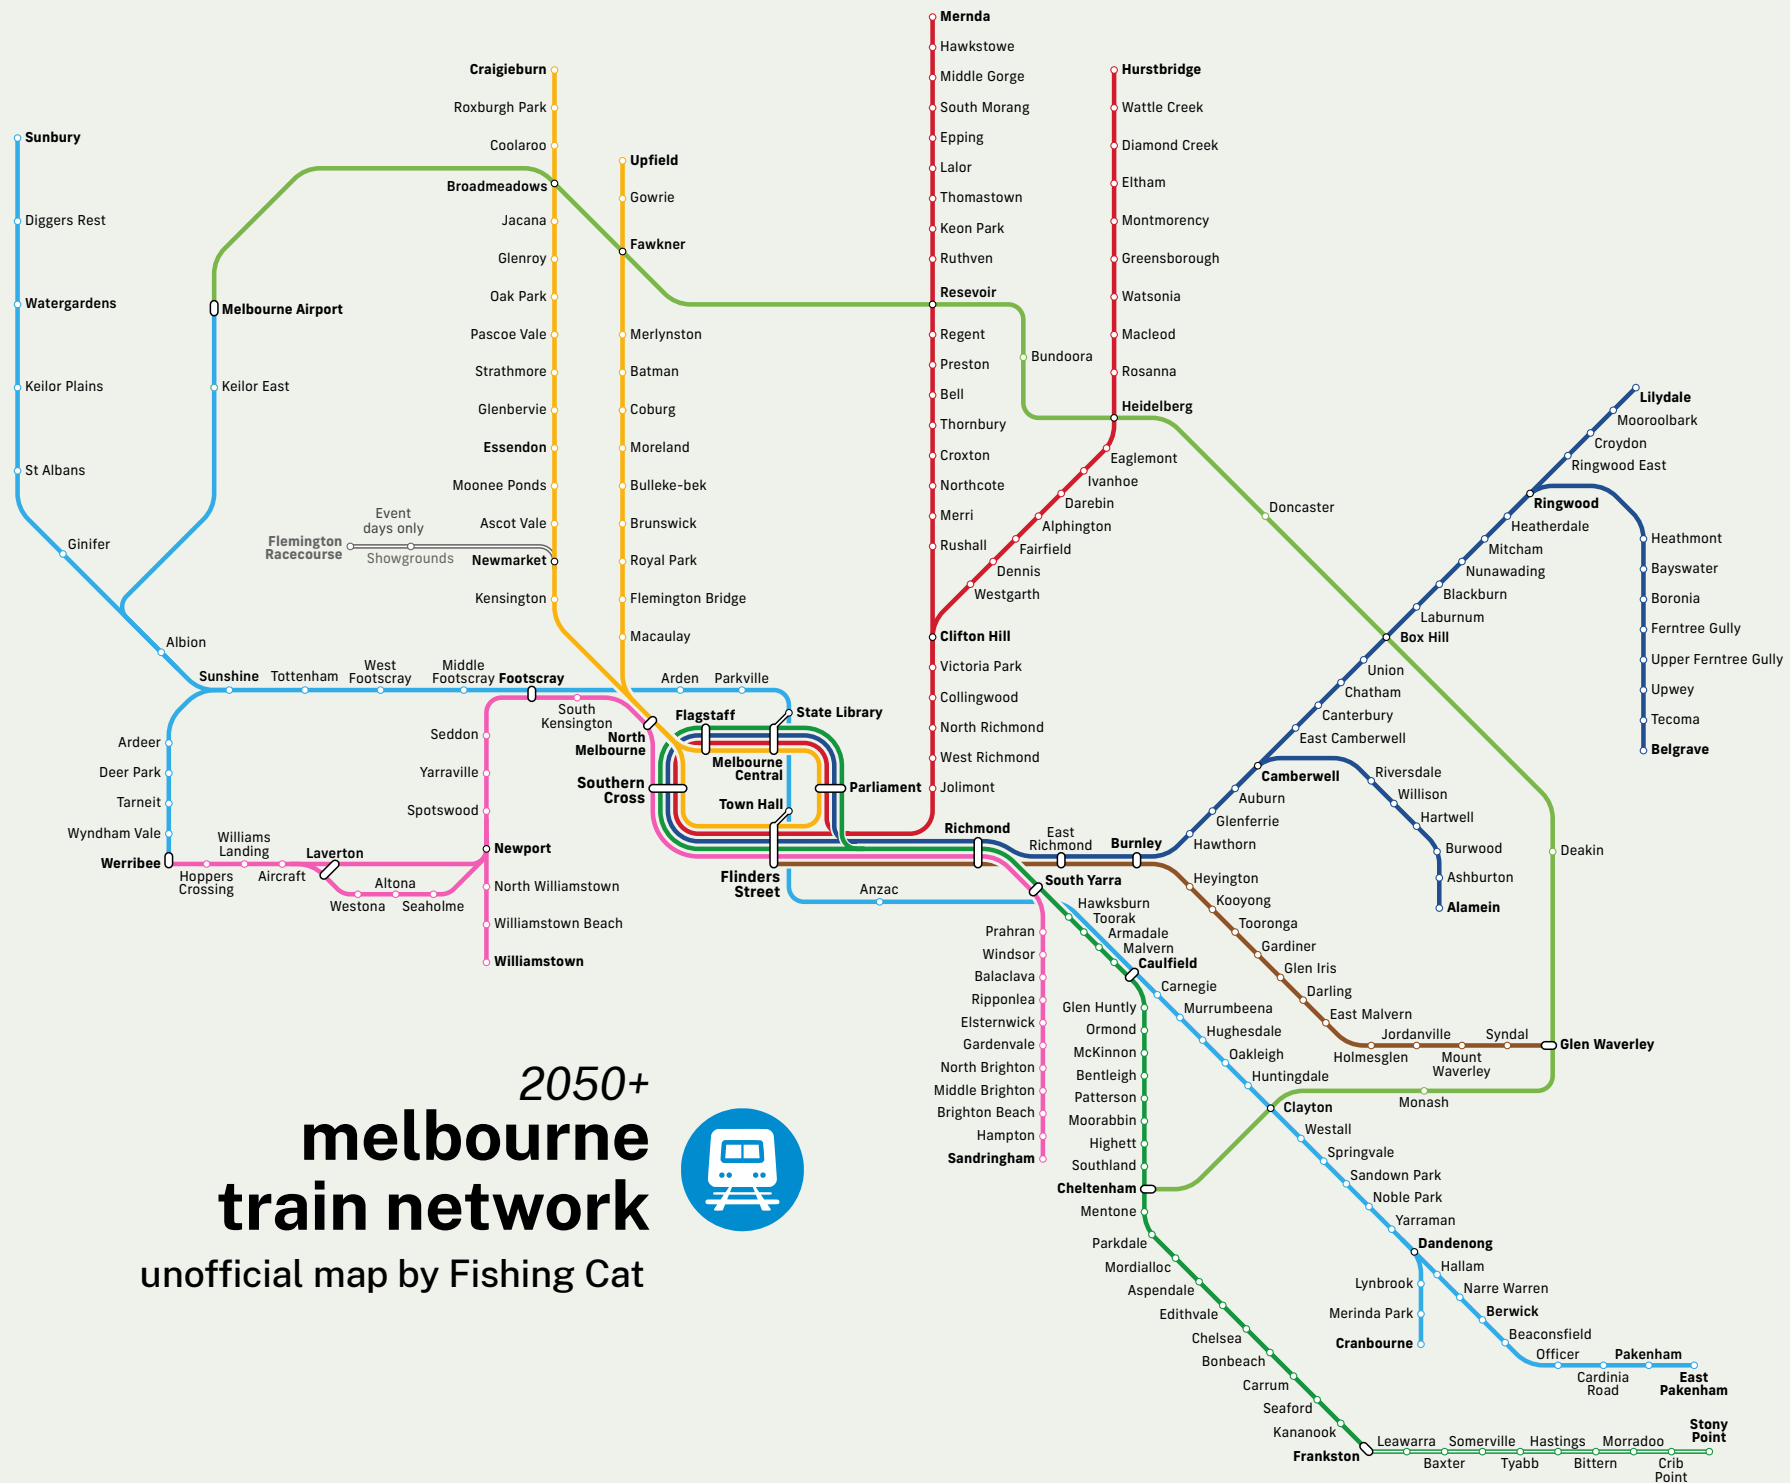 Mernda
Hawkstowe
Middle Gorge
South Morang
Epping
Lalor
Thomastown
Keon Park
Ruthven
Resevoir
Regent
Preston
Bell
Thornbury
Croxton
Northcote
Merri
Rushall
Clifton Hill
Victoria Park
Collingwood
North Richmond
West Richmond
Jolimont
Hurstbridge
Wattle Creek
Diamond Creek
Eltham
Montmorency
Greensborough
Watsonia
Macleod
Rosanna
Heidelberg
Eaglemont
Ivanhoe
Darebin
Alphington
Fairfield
Dennis
Westgarth
Craigieburn
Roxburgh Park
Coolaroo
Broadmeadows
Jacana
Glenroy
Oak Park
Pascoe Vale
Strathmore
Glenbervie
Essendon
Moonee Ponds
Ascot Vale
Newmarket
Kensington
Event
days only
Flemington
Racecourse
Showgrounds
Upfield
Gowrie
Fawkner
Merlynston
Batman
Coburg
Moreland
Bulleke-bek
Brunswick
Royal Park
Flemington Bridge
Macaulay
Sunbury
Diggers Rest
Watergardens
Keilor Plains
St Albans
Ginifer
Albion
Melbourne Airport
Keilor East
Sunshine
Tottenham
West
Footscray
Middle
Footscray
Footscray
South
Kensington
Arden
Parkville
North
Melbourne
Flagstaff
State Library
Melbourne
Central
Southern
Cross
Town Hall
Parliament
Flinders
Street
Richmond
East
Richmond
Burnley
Anzac
South Yarra
Ardeer
Deer Park
Tarneit
Wyndham Vale
Werribee
Hoppers
Crossing
Williams
Landing
Aircraft
Laverton
Westona
Altona
Seaholme
Seddon
Yarraville
Spotswood
Newport
North Williamstown
Williamstown Beach
Williamstown
Bundoora
Doncaster
Box Hill
Deakin
Glen Waverley
Monash
Lilydale
Mooroolbark
Croydon
Ringwood East
Ringwood
Heatherdale
Mitcham
Nunawading
Blackburn
Laburnum
Union
Chatham
Canterbury
East Camberwell
Camberwell
Auburn
Glenferrie
Hawthorn
Heathmont
Bayswater
Boronia
Ferntree Gully
Upper Ferntree Gully
Upwey
Tecoma
Belgrave
Riversdale
Willison
Hartwell
Burwood
Ashburton
Alamein
Heyington
Kooyong
Tooronga
Gardiner
Glen Iris
Darling
East Malvern
Holmesglen
Jordanville
Mount
Waverley
Syndal
Hawksburn
Toorak
Armadale
Malvern
Caulfield
Carnegie
Murrumbeena
Hughesdale
Oakleigh
Huntingdale
Clayton
Westall
Springvale
Sandown Park
Noble Park
Yarraman
Dandenong
Hallam
Narre Warren
Berwick
Beaconsfield
Officer
Cardinia
Road
Pakenham
East
Pakenham
Lynbrook
Merinda Park
Cranbourne
Prahran
Windsor
Balaclava
Ripponlea
Elsternwick
Gardenvale
North Brighton
Middle Brighton
Brighton Beach
Hampton
Sandringham
Glen Huntly
Ormond
McKinnon
Bentleigh
Patterson
Moorabbin
Highett
Southland
Cheltenham
Mentone
Parkdale
Mordialloc
Aspendale
Edithvale
Chelsea
Bonbeach
Carrum
Seaford
Kananook
Frankston
Leawarra
Baxter
Somerville
Tyabb
Hastings
Bittern
Morradoo
Crib
Point
Stony
Point
2050+
melbourne
train network
unofficial map by Fishing Cat